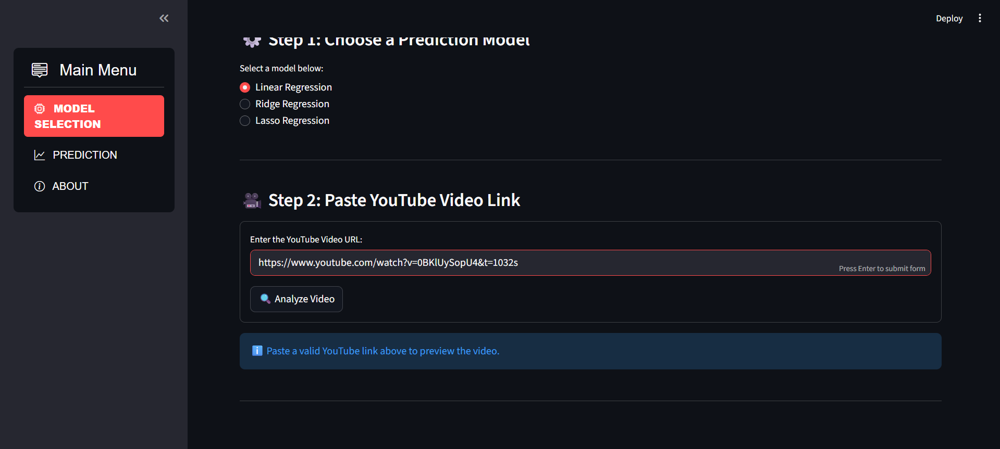 Deploy
Main Menu
MODEL
SELECTION
PREDICTION
ABOUT
Step 1: Choose a Prediction Model
Select a model below:
Linear Regression
Ridge Regression
Lasso Regression
Step 2: Paste YouTube Video Link
Enter the YouTube Video URL:
https://www.youtube.com/watch?v=0BKlUySopU4&t=1032s
Press Enter to submit form
Analyze Video
Paste a valid YouTube link above to preview the video.